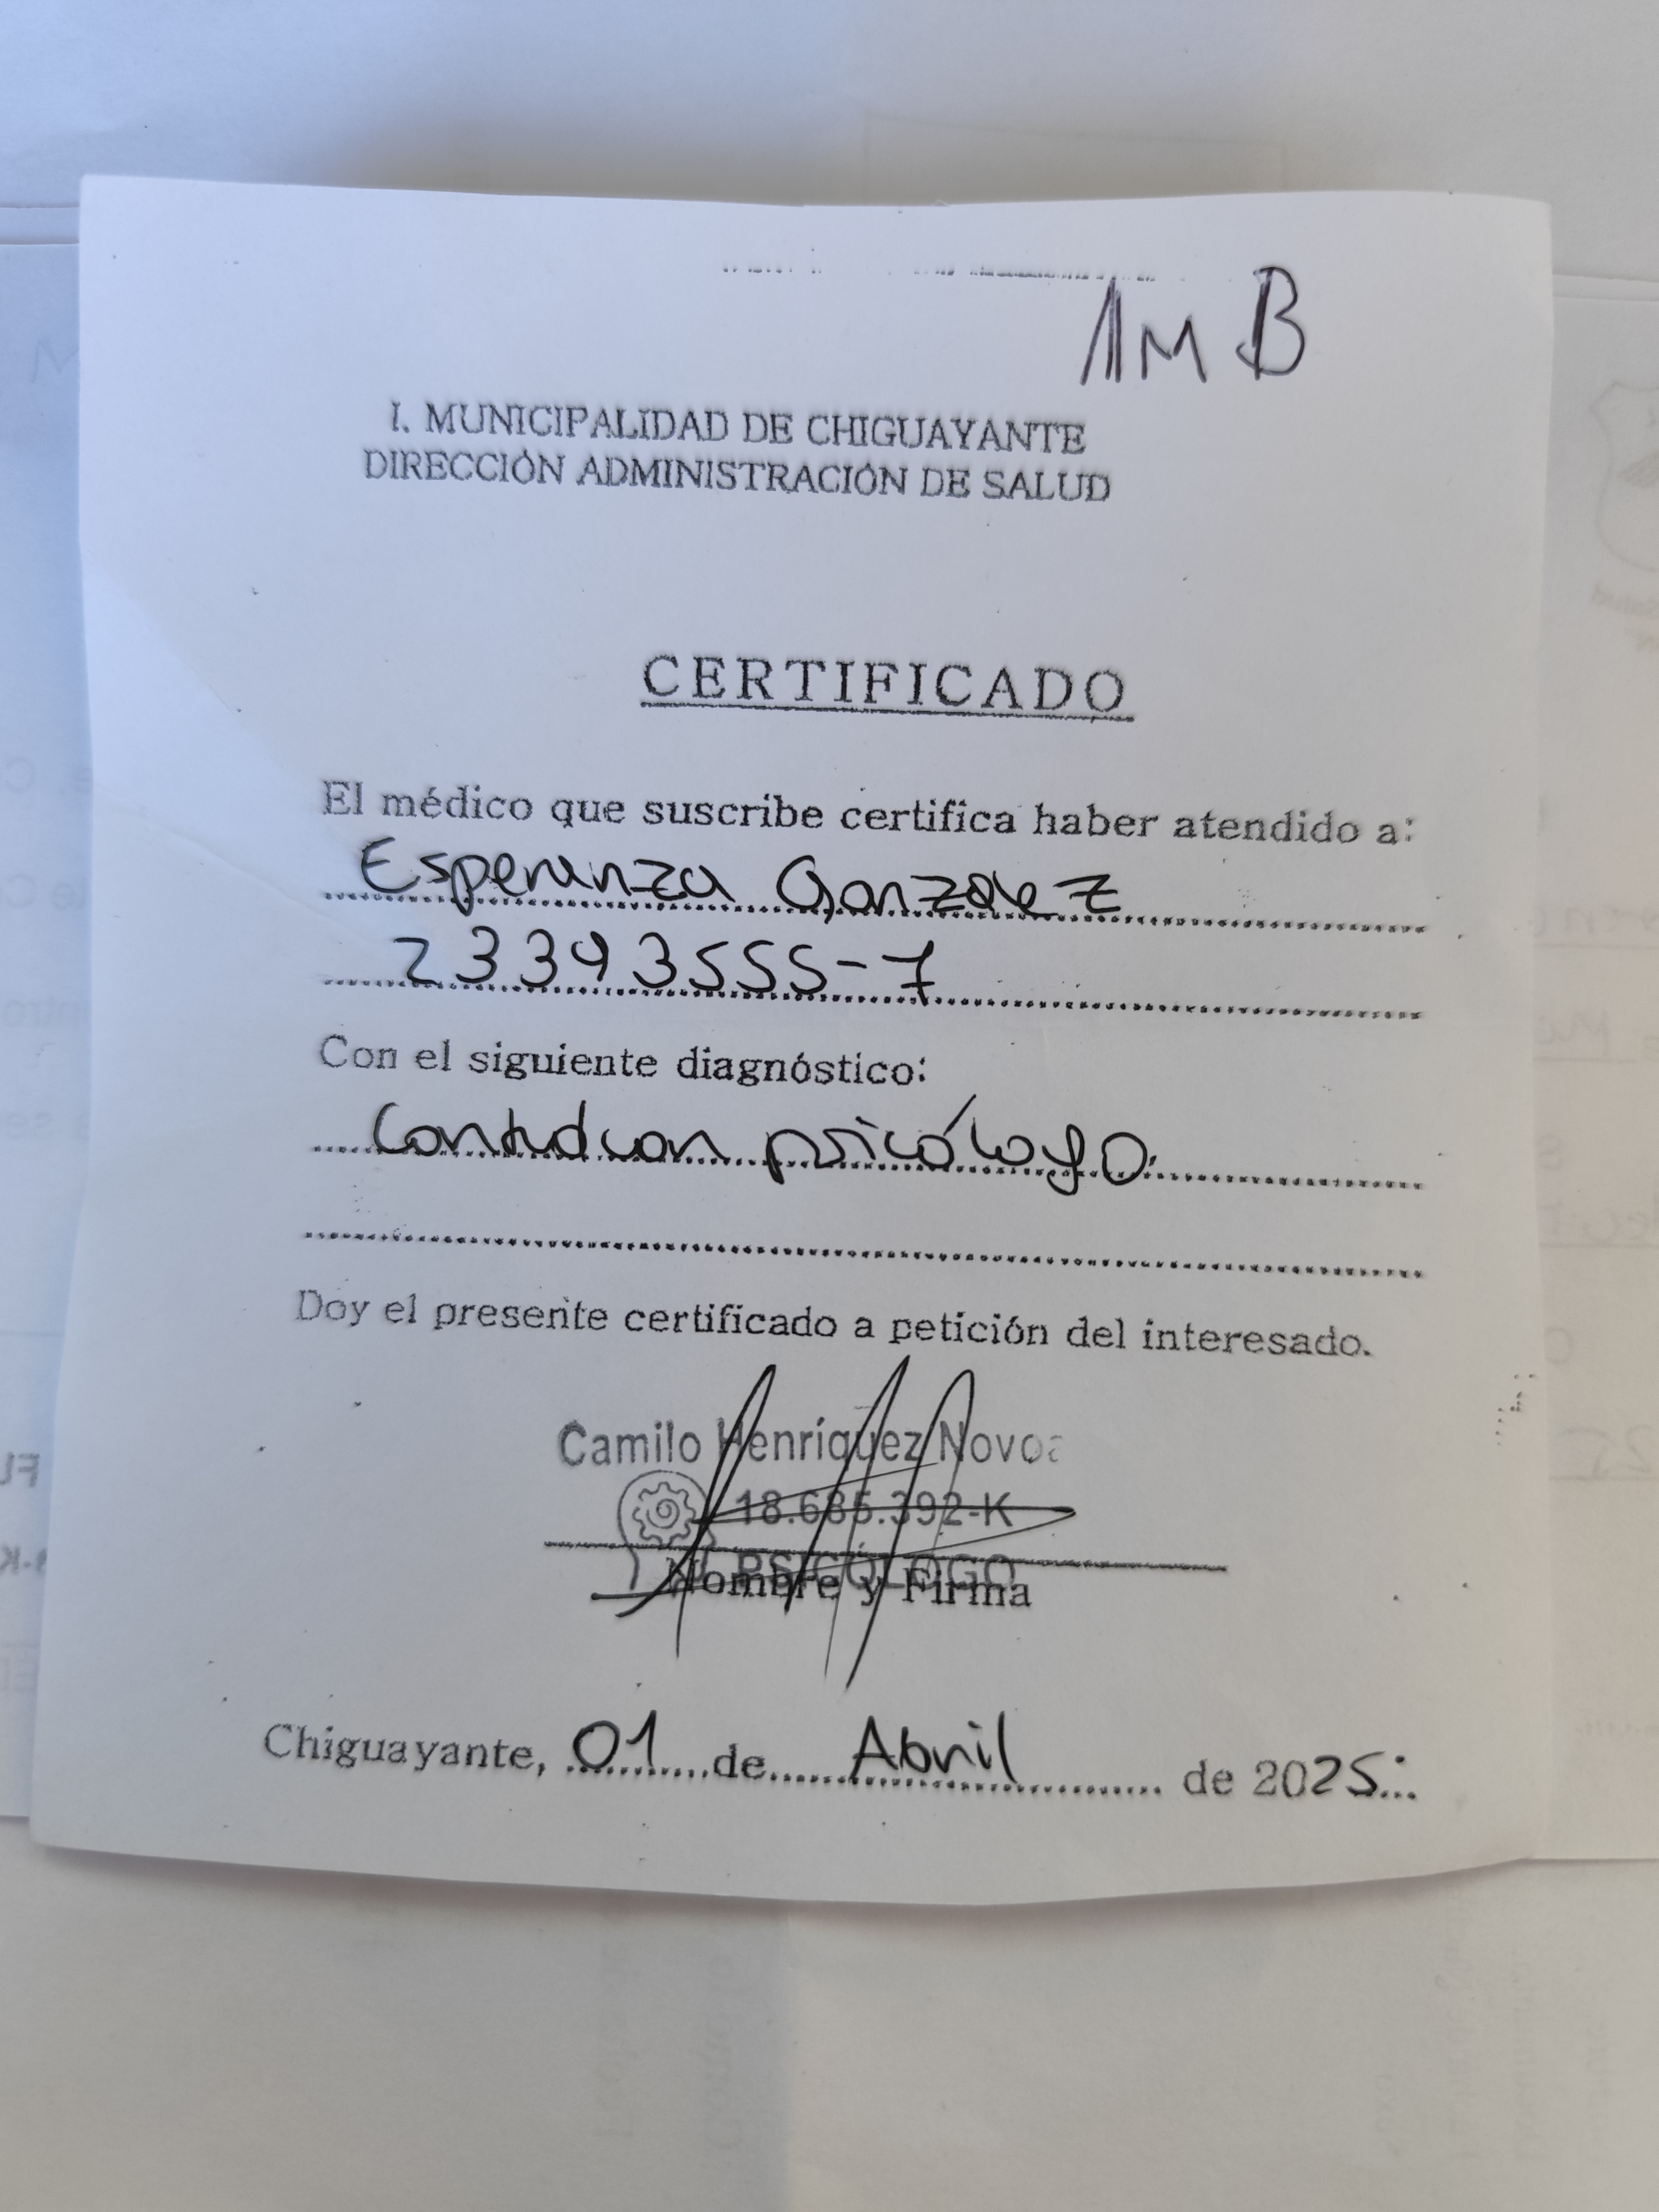 1M B
I. MUNICIPALIDAD DE CHIGUAYANTE
DIRECCIÓN ADMINISTRACIÓN DE SALUD
CERTIFICADO
El médico que suscribe certifica haber atendido a:
Esperanza Gonzalez
23393555-7
Con el siguiente diagnóstico:
psicólogo.
Doy el presente certificado a petición del interesado.
Camilo Henríquez Novoa
18.685.392-K
PSICÓLOGO
Nombre y Firma
Chiguayante, 01 de Abril de 2025